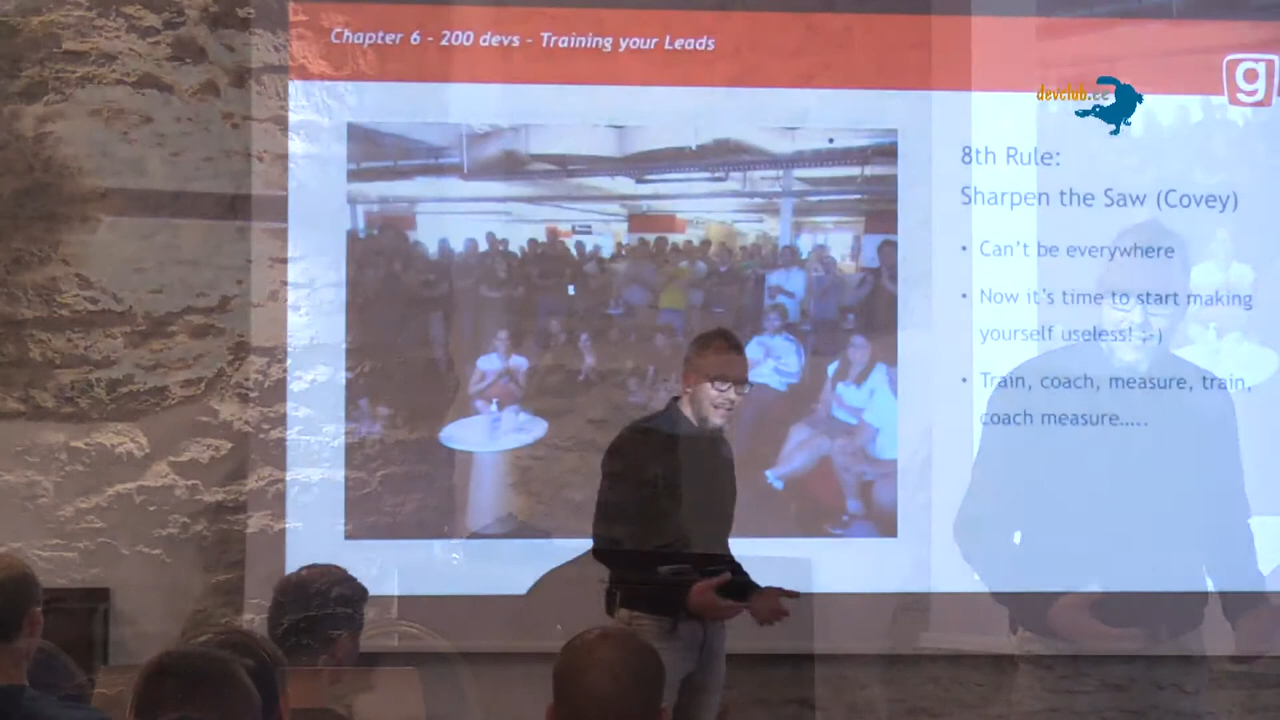 Chapter 6 - 200 devs - Training your Leads
g
devclub.ee
8th Rule:
Sharpen the Saw (Covey)
• Can't be everywhere
• Now it's time to start making
yourself useless! ;-)
• Train, coach, measure, train,
coach measure.....